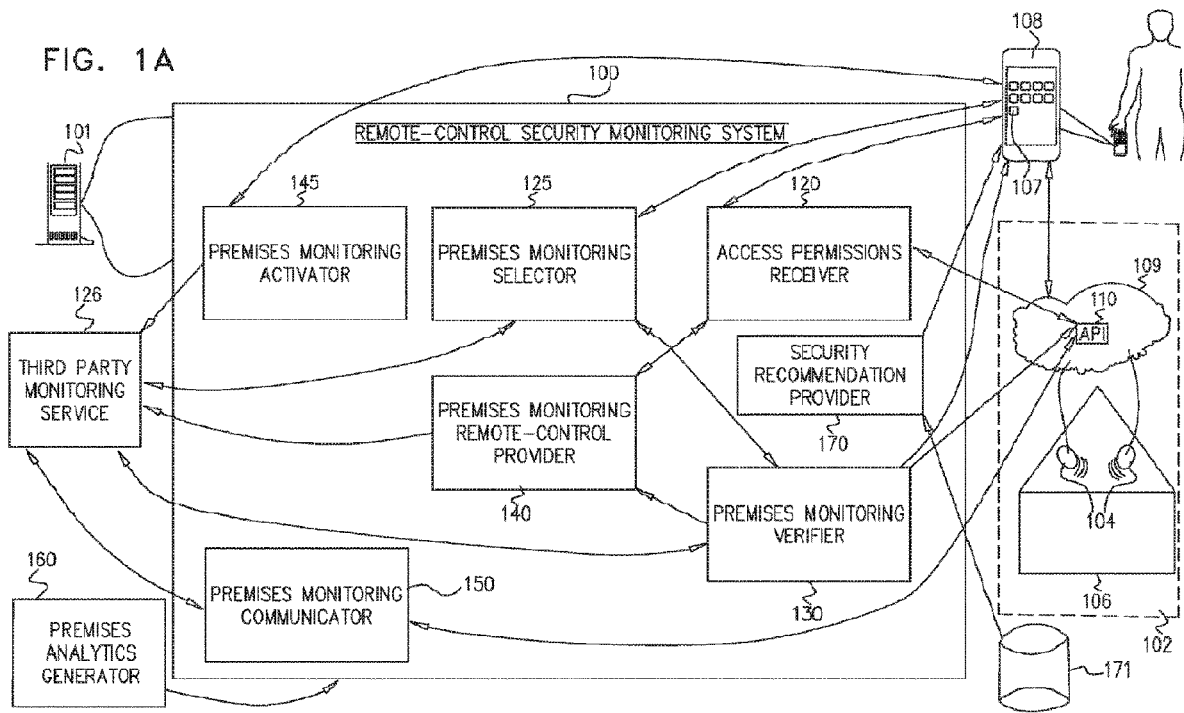 FIG. 1A
108
100
101
REMOTE-CONTROL SECURITY MONITORING SYSTEM
107
145
125
120
PREMISES MONITORING
ACTIVATOR
PREMISES MONITORING
SELECTOR
ACCESS PERMISSIONS
RECEIVER
109
110
API
126
THIRD PARTY
MONITORING
SERVICE
PREMISES MONITORING
REMOTE-CONTROL
PROVIDER
140
SECURITY
RECOMMENDATION
PROVIDER
170
104
PREMISES MONITORING
VERIFIER
130
106
102
160
PREMISES MONITORING
COMMUNICATOR
150
PREMISES
ANALYTICS
GENERATOR
171